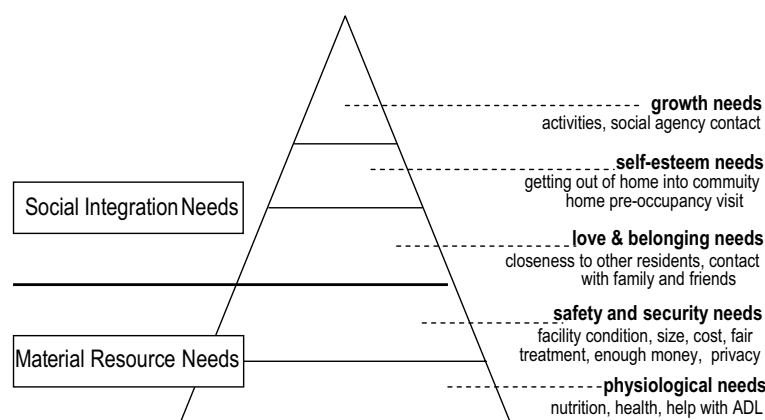 growth needs
activities, social agency contact
self-esteem needs
getting out of home into commuity
home pre-occupancy visit
Social Integration Needs
love & belonging needs
closeness to other residents, contact
with family and friends
safety and security needs
facility condition, size, cost, fair
treatment, enough money, privacy
Material Resource Needs
physiological needs
nutrition, health, help with ADL